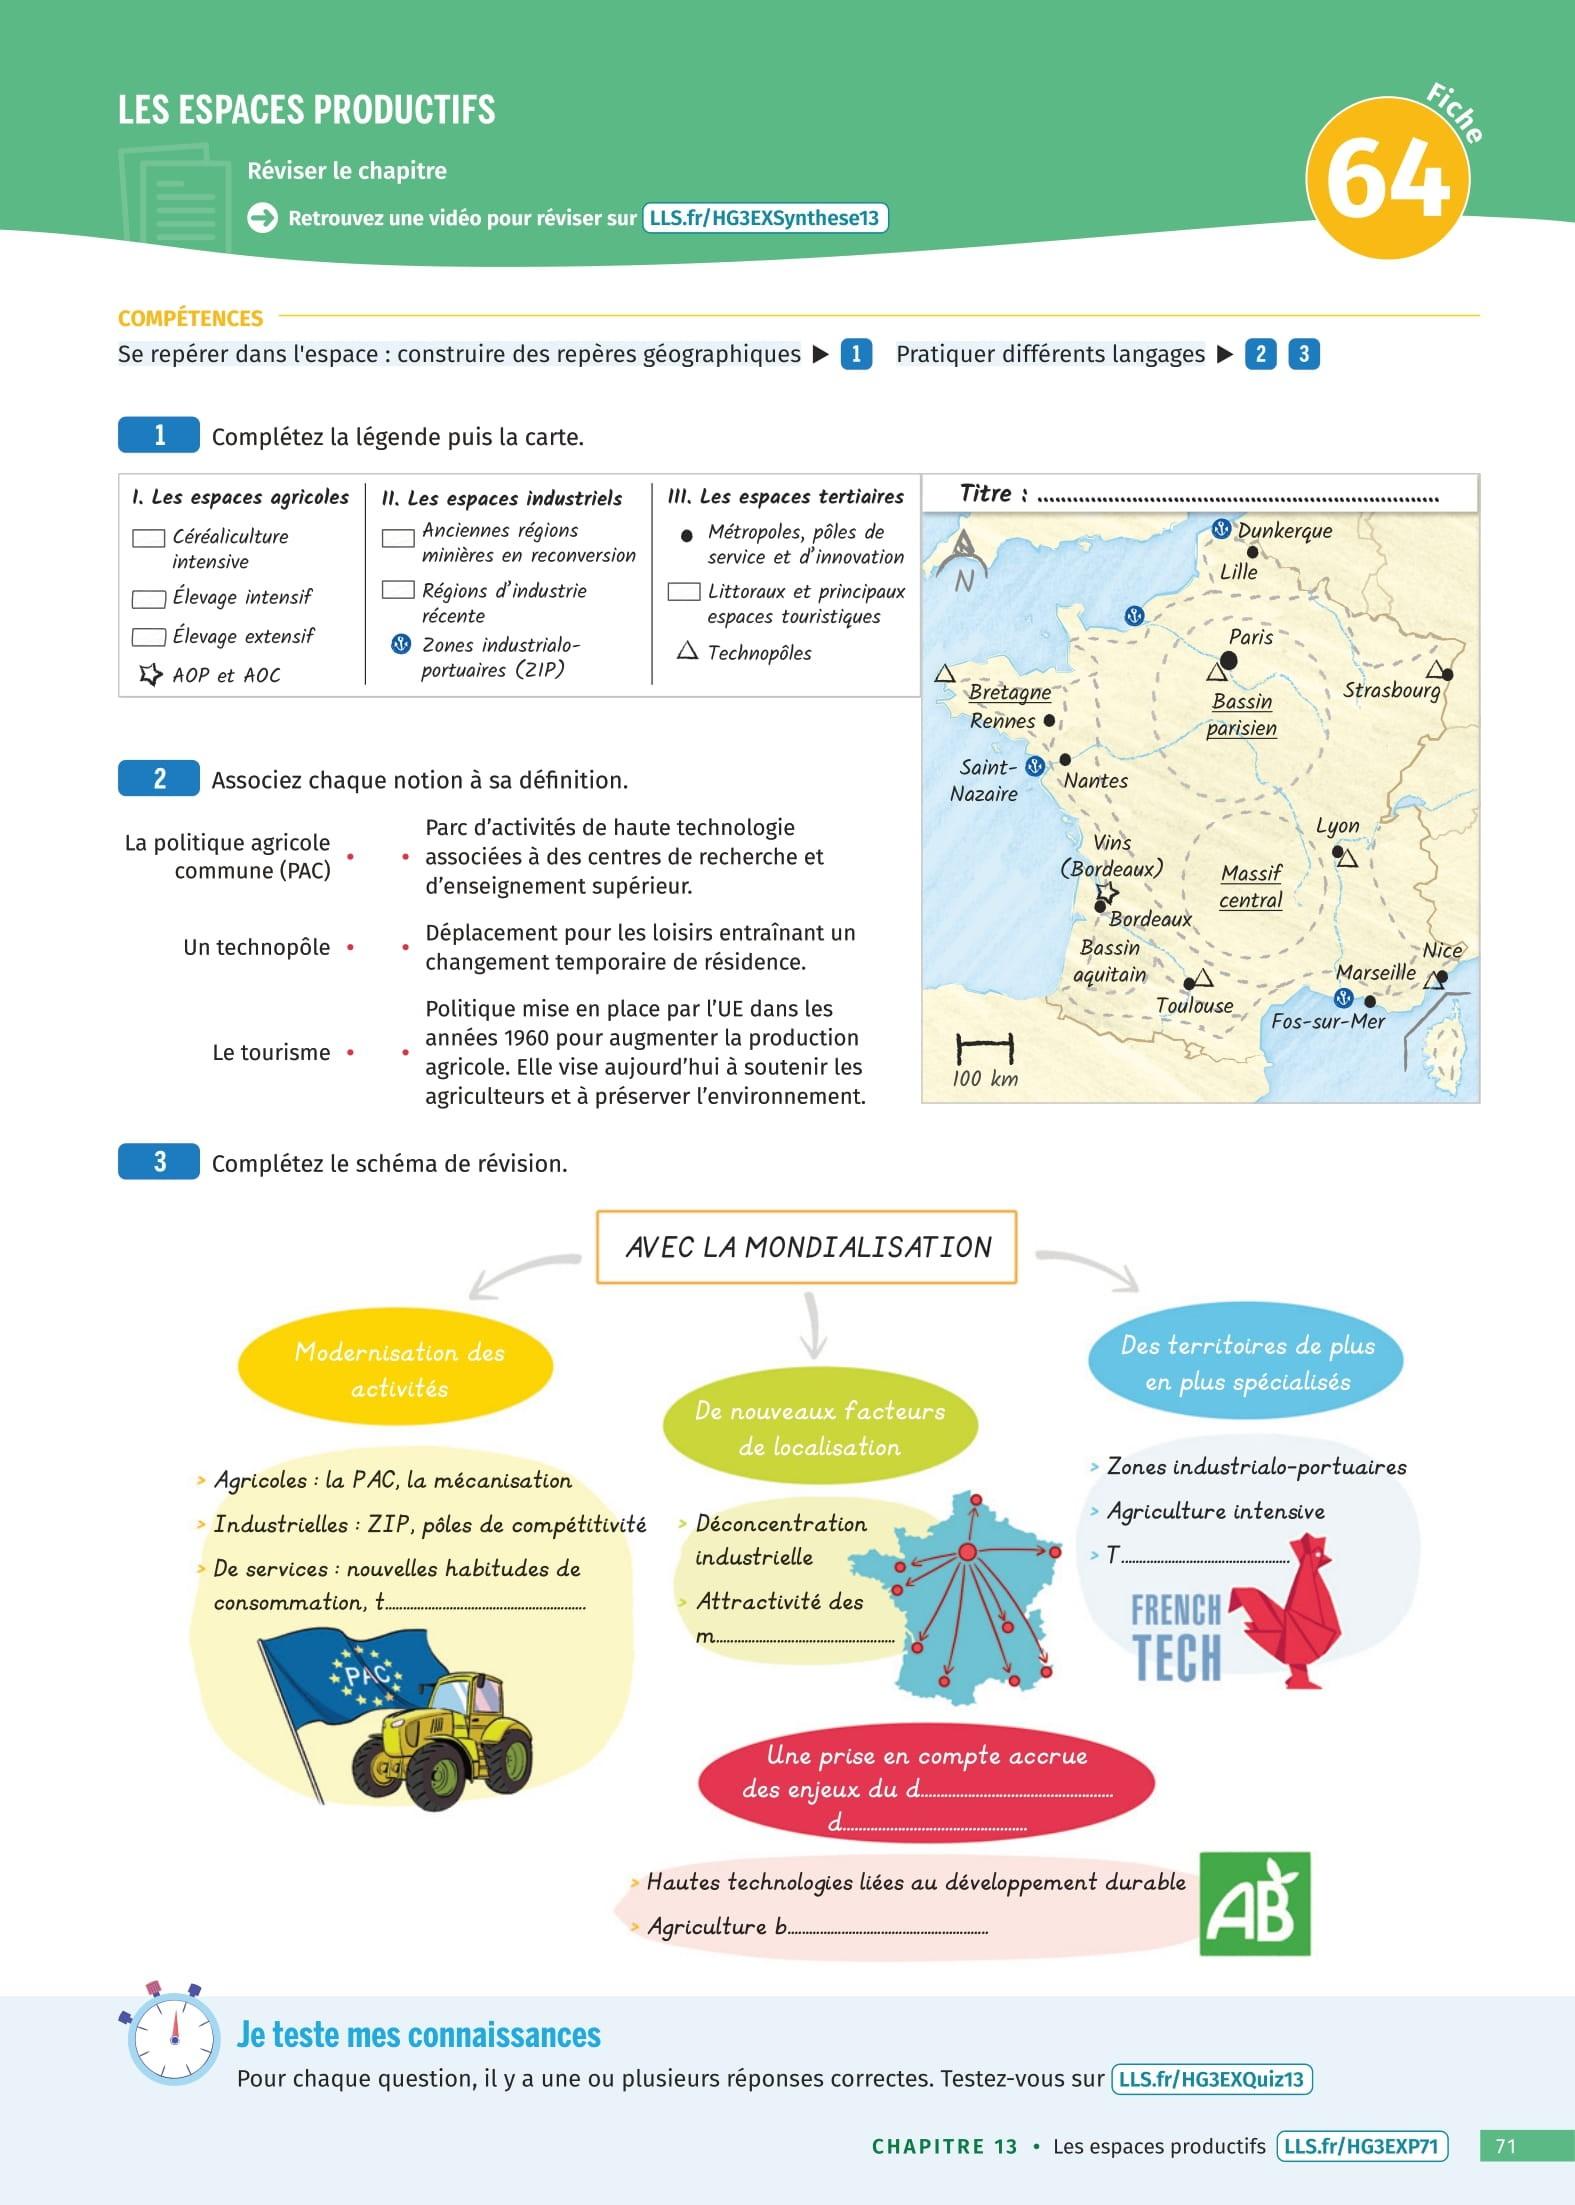 LES ESPACES PRODUCTIFS
Fiche
64
Réviser le chapitre
Retrouvez une vidéo pour réviser sur LLS.fr/HG3EXSynthese13
COMPÉTENCES
Se repérer dans l'espace : construire des repères géographiques ▶ 1 Pratiquer différents langages ▶ 2 3
1 Complétez la légende puis la carte.
I. Les espaces agricoles
Céréaliculture
intensive
Élevage intensif
Élevage extensif
AOP et AOC
II. Les espaces industriels
Anciennes régions
minières en reconversion
Régions d'industrie
récente
Zones industrialo-
portuaires (ZIP)
III. Les espaces tertiaires
Métropoles, pôles de
service et d'innovation
Littoraux et principaux
espaces touristiques
Technopôles
Titre : ....................................................................
N
Dunkerque
Lille
Paris
Strasbourg
Bretagne
Rennes
Bassin
parisien
Saint-
Nazaire
Nantes
Lyon
Vins
(Bordeaux)
Massif
central
Bordeaux
Bassin
aquitain
Nice
Marseille
Toulouse
Fos-sur-Mer
100 km
2 Associez chaque notion à sa définition.
La politique agricole
commune (PAC)
Un technopôle
Le tourisme
Parc d'activités de haute technologie
associées à des centres de recherche et
d'enseignement supérieur.
Déplacement pour les loisirs entraînant un
changement temporaire de résidence.
Politique mise en place par l'UE dans les
années 1960 pour augmenter la production
agricole. Elle vise aujourd'hui à soutenir les
agriculteurs et à préserver l'environnement.
3 Complétez le schéma de révision.
AVEC LA MONDIALISATION
Modernisation des
activités
> Agricoles : la PAC, la mécanisation
> Industrielles : ZIP, pôles de compétitivité
> De services : nouvelles habitudes de
consommation, t........................................................
PAC
De nouveaux facteurs
de localisation
> Déconcentration
industrielle
> Attractivité des
m..................................................
Des territoires de plus
en plus spécialisés
> Zones industrialo-portuaires
> Agriculture intensive
> T...............................................
FRENCH
TECH
Une prise en compte accrue
des enjeux du d.....................................................
d...................................................
> Hautes technologies liées au développement durable
> Agriculture b........................................................
AB
Je teste mes connaissances
Pour chaque question, il y a une ou plusieurs réponses correctes. Testez-vous sur LLS.fr/HG3EXQuiz13
CHAPITRE 13 • Les espaces productifs LLS.fr/HG3EXP71 71